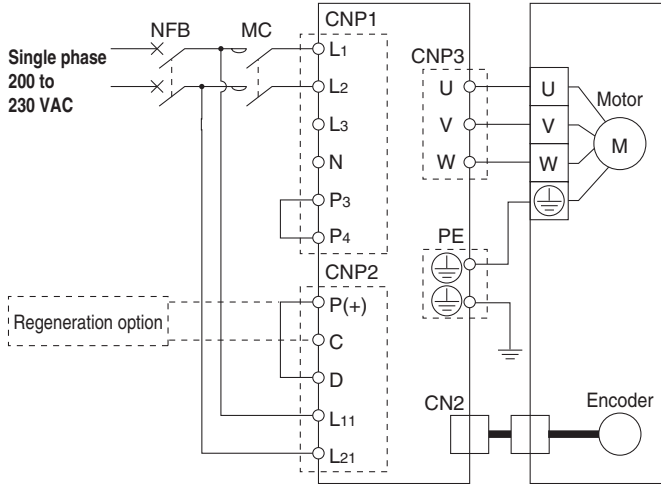 NFB
MC
CNP1
Single phase
200 to
230 VAC
L1
L2
L3
N
P3
P4
CNP3
U
V
W
U
V
W
Motor
M
PE
CNP2
Regeneration option
P(+)
C
D
L11
L21
CN2
Encoder